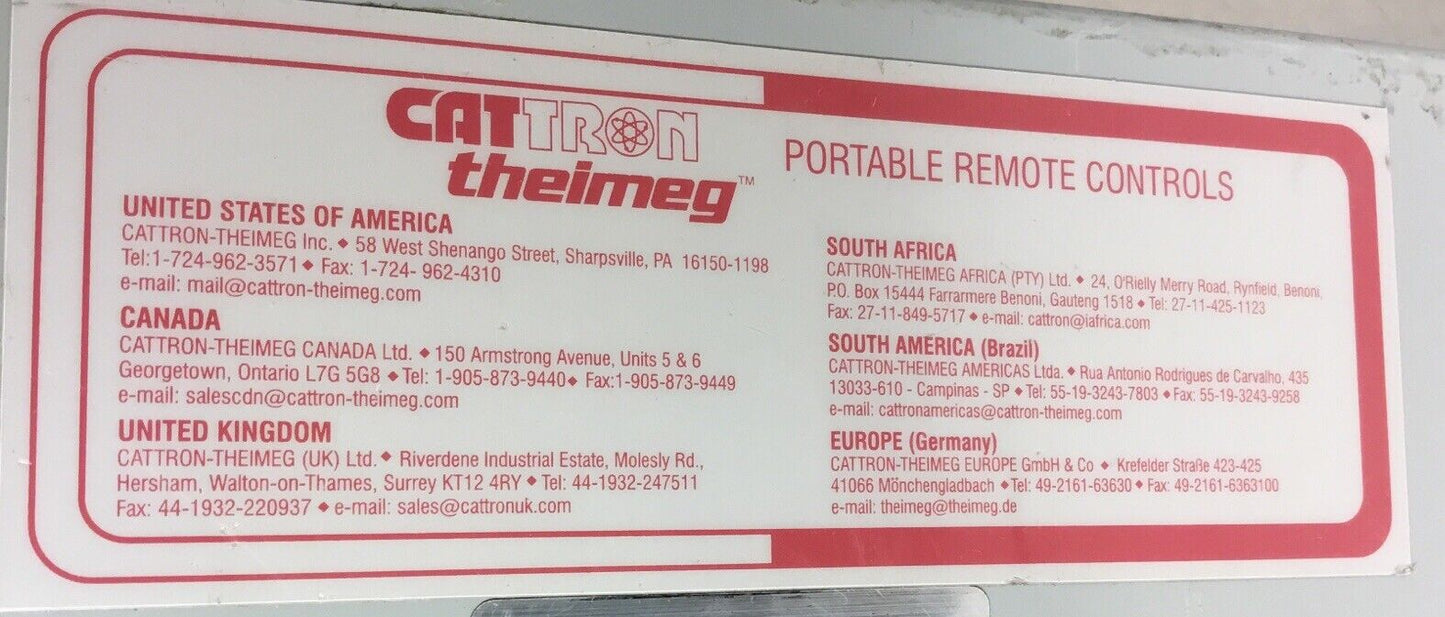 CATTRON
theimeg™
PORTABLE REMOTE CONTROLS
UNITED STATES OF AMERICA
CATTRON-THEIMEG Inc. ◆ 58 West Shenango Street, Sharpsville, PA 16150-1198
Tel:1-724-962-3571 ◆ Fax: 1-724- 962-4310
e-mail: mail@cattron-theimeg.com
CANADA
CATTRON-THEIMEG CANADA Ltd. ◆ 150 Armstrong Avenue, Units 5 & 6
Georgetown, Ontario L7G 5G8 ◆ Tel: 1-905-873-9440 ◆ Fax:1-905-873-9449
e-mail: salescdn@cattron-theimeg.com
UNITED KINGDOM
CATTRON-THEIMEG (UK) Ltd. ◆ Riverdene Industrial Estate, Molesly Rd.,
Hersham, Walton-on-Thames, Surrey KT12 4RY ◆ Tel: 44-1932-247511
Fax: 44-1932-220937 ◆ e-mail: sales@cattronuk.com
SOUTH AFRICA
CATTRON-THEIMEG AFRICA (PTY) Ltd. ◆ 24, O'Rielly Merry Road, Rynfield, Benoni,
P.O. Box 15444 Farrarmere Benoni, Gauteng 1518 ◆ Tel: 27-11-425-1123
Fax: 27-11-849-5717 ◆ e-mail: cattron@iafrica.com
SOUTH AMERICA (Brazil)
CATTRON-THEIMEG AMERICAS Ltda. ◆ Rua Antonio Rodrigues de Carvalho, 435
13033-610 - Campinas - SP ◆ Tel: 55-19-3243-7803 ◆ Fax: 55-19-3243-9258
e-mail: cattronamericas@cattron-theimeg.com
EUROPE (Germany)
CATTRON-THEIMEG EUROPE GmbH & Co ◆ Krefelder Straße 423-425
41066 Mönchengladbach ◆ Tel: 49-2161-63630 ◆ Fax: 49-2161-6363100
e-mail: theimeg@theimeg.de